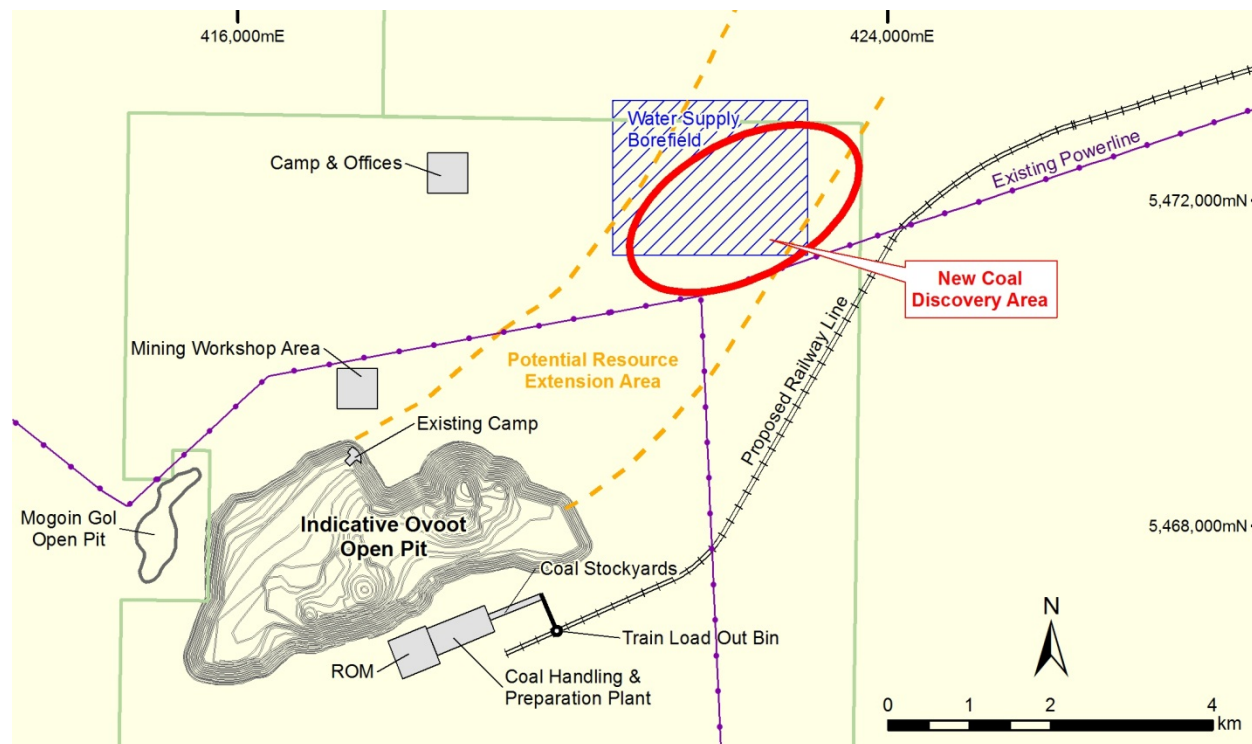 416,000mE
424,000mE
Water Supply
Borefield
Camp & Offices
Existing Powerline
5,472,000mN
New Coal
Discovery Area
Mining Workshop Area
Potential Resource
Extension Area
Proposed Railway Line
Existing Camp
Mogoin Gol
Open Pit
Indicative Ovoot
Open Pit
5,468,000mN
Coal Stockyards
Train Load Out Bin
ROM
Coal Handling &
Preparation Plant
N
0 1 2 4
km